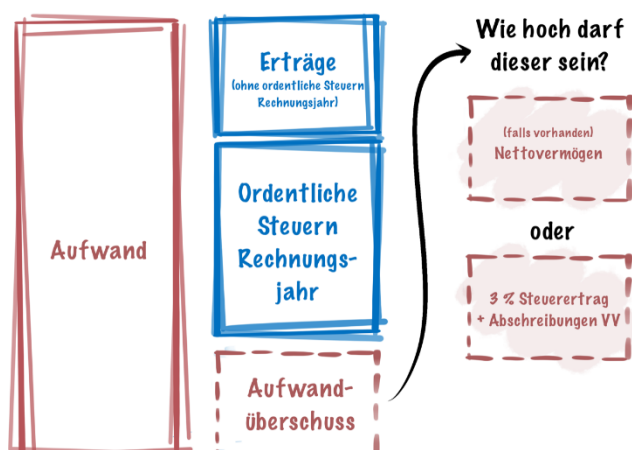 Aufwand
Erträge
(ohne ordentliche Steuern
Rechnungsjahr)
Ordentliche
Steuern
Rechnungs-
jahr
Aufwand-
überschuss
Wie hoch darf
dieser sein?
(falls vorhanden)
Nettovermögen
oder
3 % Steuerertrag
+ Abschreibungen VV